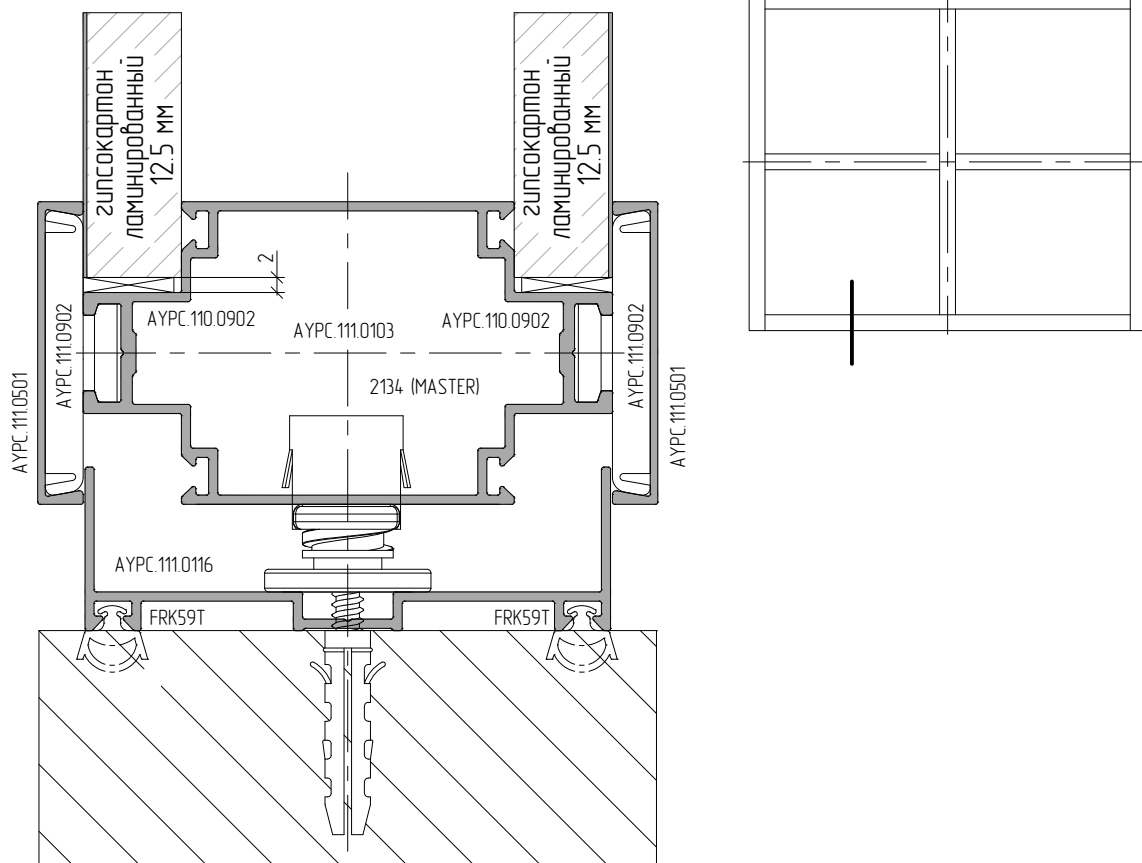 гипсокартон
ламинированный
12.5 мм
гипсокартон
ламинированный
12.5 мм
2
AYPC.110.0902
AYPC.111.0103
AYPC.110.0902
2134 (MASTER)
AYPC.111.0501
AYPC.111.0902
AYPC.111.0902
AYPC.111.0501
AYPC.111.0116
FRK59T
FRK59T